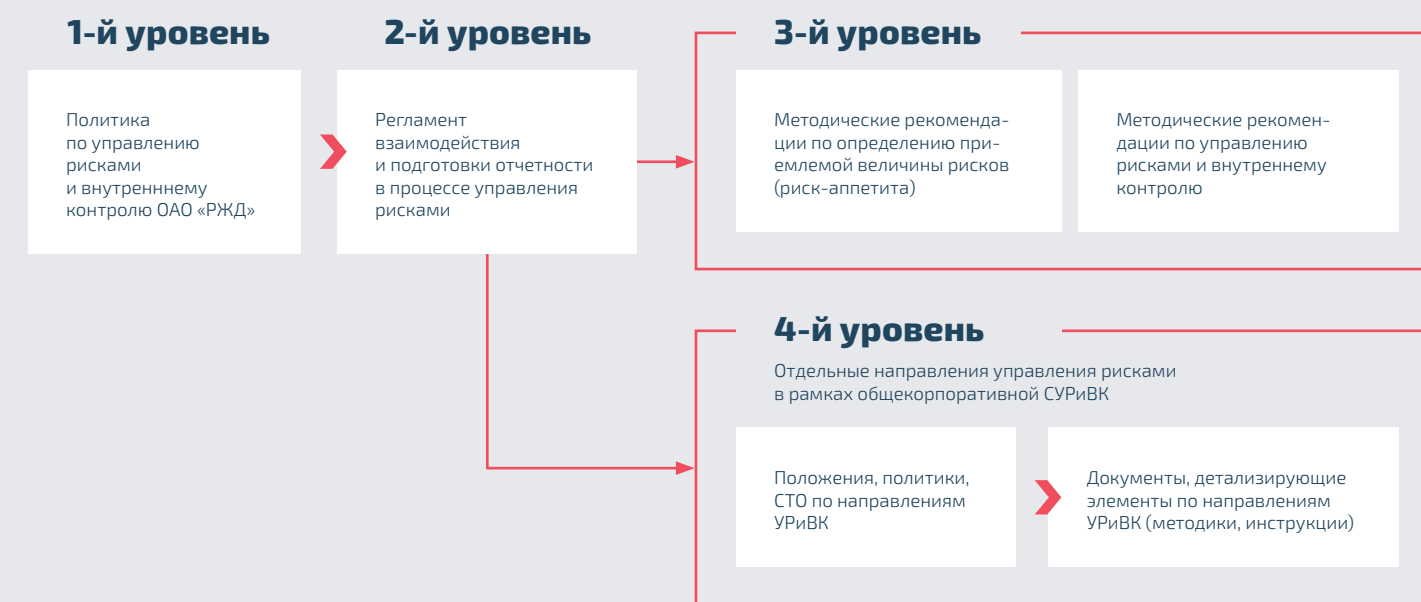 1-й уровень
Политика
по управлению
рисками
и внутренннему
контролю ОАО «РЖД»
2-й уровень
Регламент
взаимодействия
и подготовки отчетности
в процессе управления
рисками
3-й уровень
Методические рекоменда-
ции по определению при-
емлемой величины рисков
(риск-аппетита)
Методические рекомен-
дации по управлению
рисками и внутреннему
контролю
4-й уровень
Отдельные направления управления рисками
в рамках общекорпоративной СУРиВК
Положения, политики,
СТО по направлениям
УРиВК
Документы, детализирующие
элементы по направлениям
УРиВК (методики, инструкции)